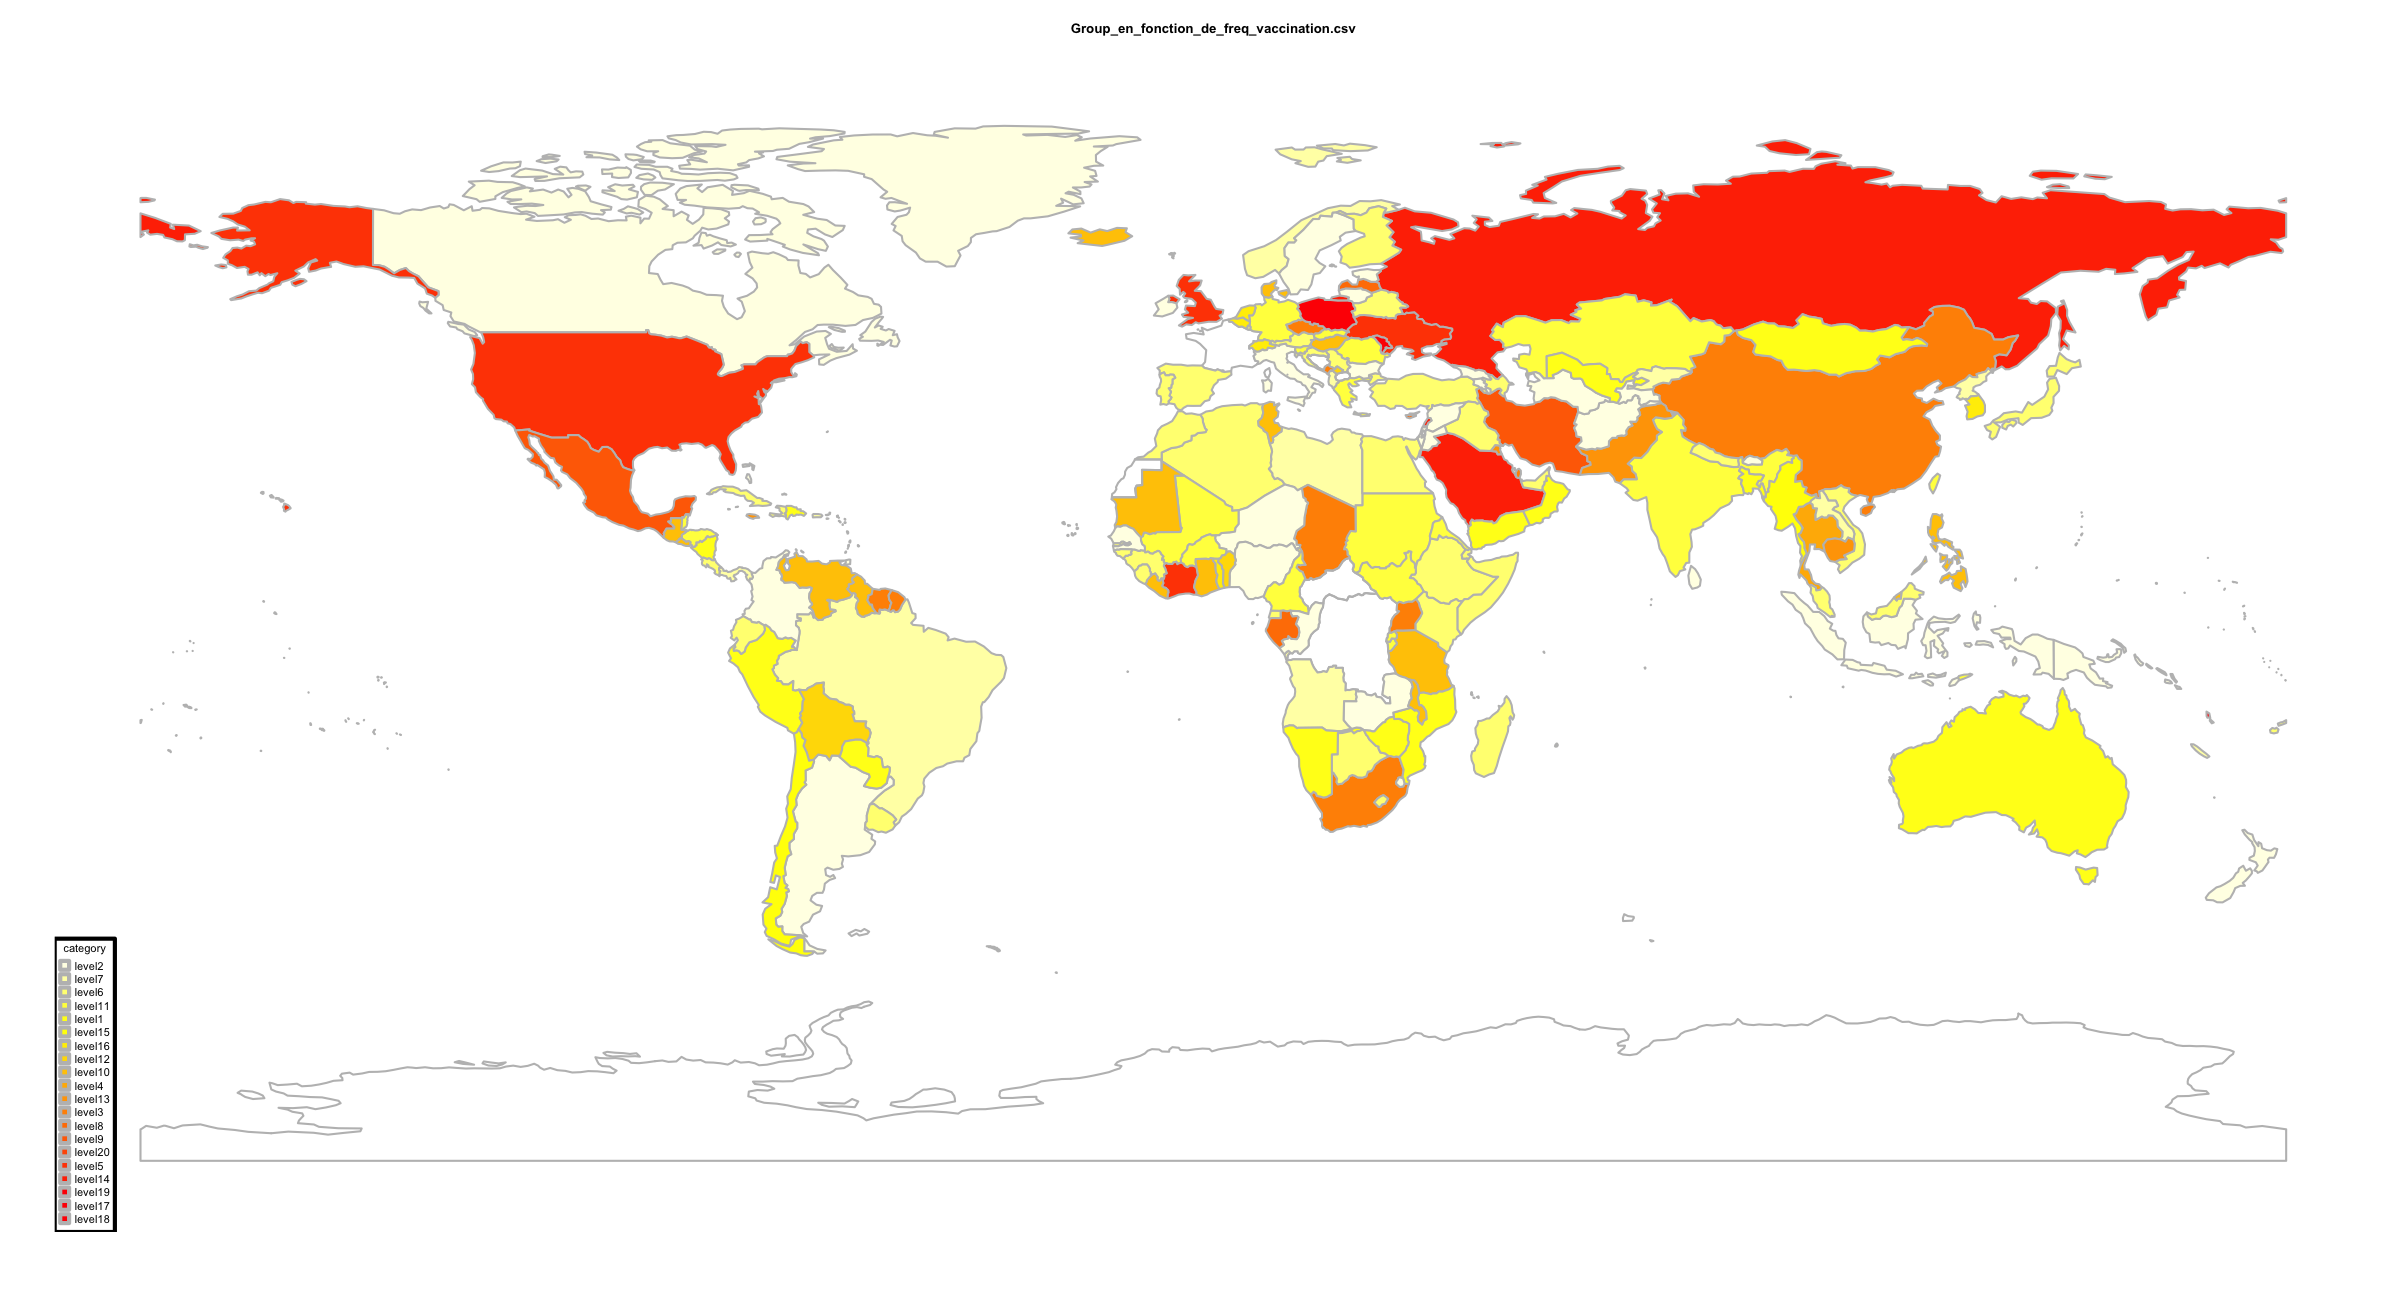 Group_en_fonction_de_freq_vaccination.csv
category
level2
level7
level6
level11
level1
level15
level16
level12
level10
level4
level13
level3
level8
level9
level20
level5
level14
level19
level17
level18